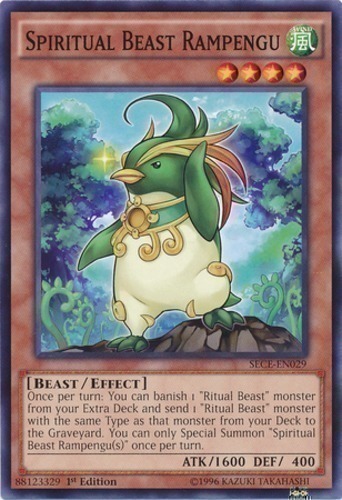 SPIRITUAL BEAST RAMPENGU
風
SECE-EN029
[BEAST / EFFECT]
Once per turn: You can banish 1 "Ritual Beast" monster
from your Extra Deck and send 1 "Ritual Beast" monster
with the same Type as that monster from your Deck to
the Graveyard. You can only Special Summon "Spiritual
Beast Rampengu(s)" once per turn.
ATK/1600 DEF/ 400
88123329 1st Edition ©1996 KAZUKI TAKAHASHI